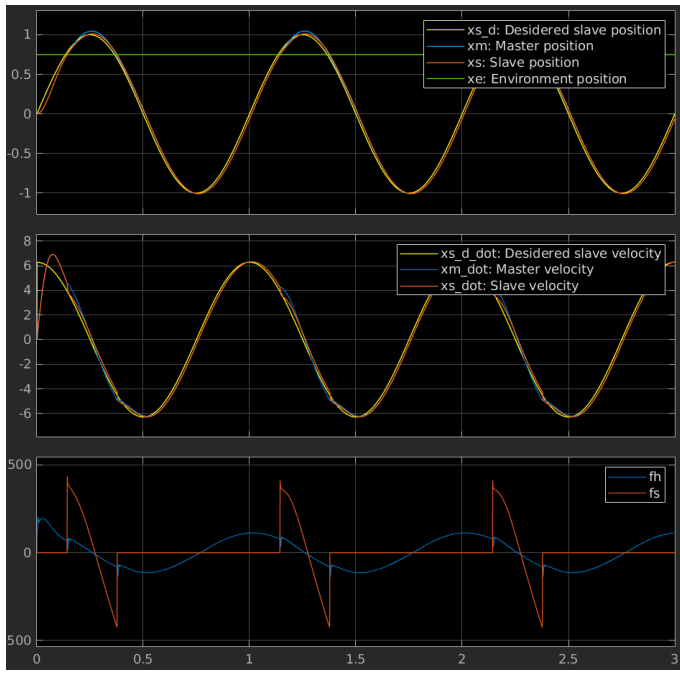 1
0.5
0
-0.5
-1
xs_d: Desidered slave position
xm: Master position
xs: Slave position
xe: Environment position
8
6
4
2
0
-2
-4
-6
xs_d_dot: Desidered slave velocity
xm_dot: Master velocity
xs_dot: Slave velocity
500
0
500
fh
fs
0 0.5 1 1.5 2 2.5 3